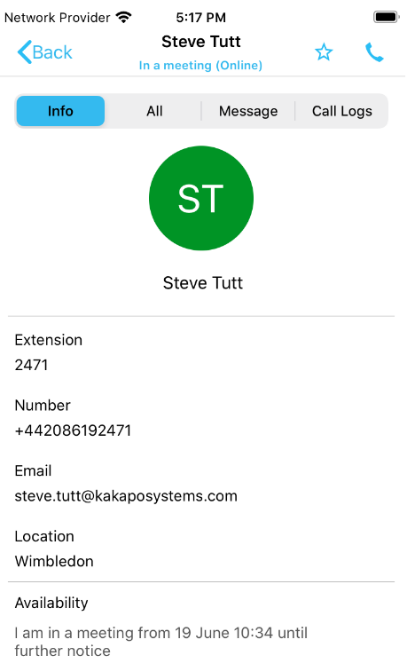 Network Provider 5:17 PM
Back
Steve Tutt
In a meeting (Online)
Info All Message Call Logs
ST
Steve Tutt
Extension
2471
Number
+442086192471
Email
steve.tutt@kakaposystems.com
Location
Wimbledon
Availability
I am in a meeting from 19 June 10:34 until
further notice